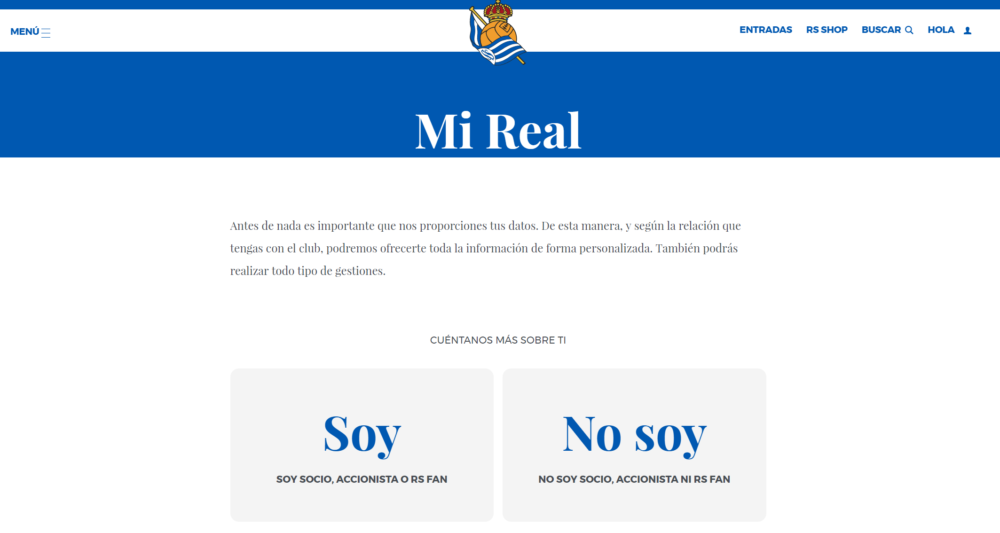 MENÚ
ENTRADAS
RS SHOP
BUSCAR
HOLA
Mi Real
Antes de nada es importante que nos proporciones tus datos. De esta manera, y según la relación que
tengas con el club, podremos ofrecerte toda la información de forma personalizada. También podrás
realizar todo tipo de gestiones.
CUÉNTANOS MÁS SOBRE TI
Soy
SOY SOCIO, ACCIONISTA O RS FAN
No soy
NO SOY SOCIO, ACCIONISTA NI RS FAN